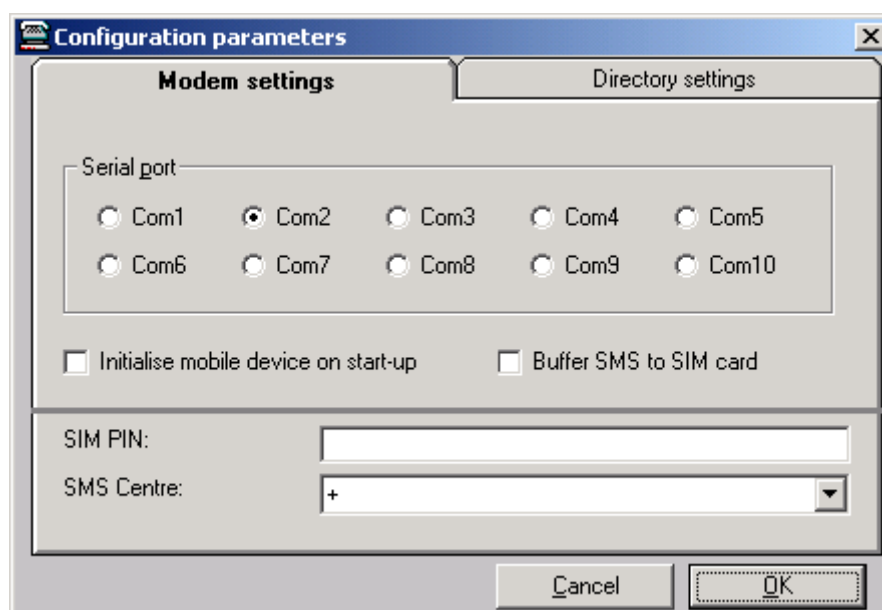 Configuration parameters
Modem settings Directory settings
Serial port
Com1 Com2 Com3 Com4 Com5
Com6 Com7 Com8 Com9 Com10
Initialise mobile device on start-up Buffer SMS to SIM card
SIM PIN:
SMS Centre: +
Cancel OK